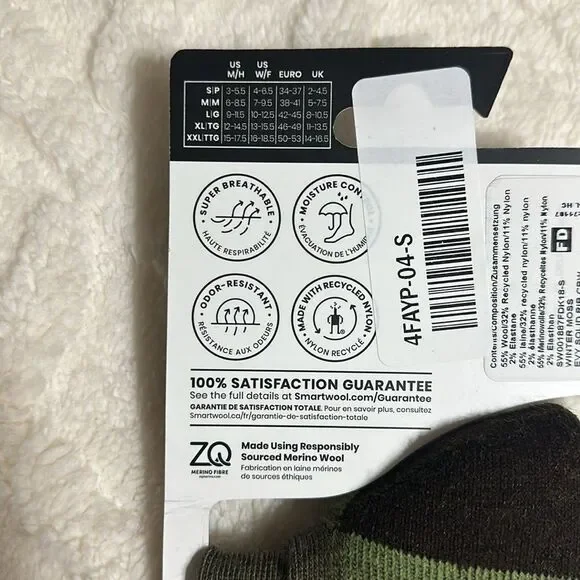 US US
M/H W/F EURO UK
S|P 3-5.5 4-6.5 34-37 2-4.5
M|M 6-8.5 7-9.5 38-41 5-7.5
L|G 9-11.5 10-12.5 42-45 8-10.5
XL|TG 12-14.5 13-15.5 46-49 11-13.5
XXL|TTG 15-17.5 16-18.5 50-53 14-16.5
SUPER BREATHABLE
HAUTE RESPIRABILITÉ
MOISTURE CON
ÉVACUATION DE L'HUMI
ODOR-RESISTANT
RÉSISTANCE AUX ODEURS
MADE WITH RECYCLED NYLON
NYLON RECYCLÉ
4FAYP-04-S
Contents/Composition/Zusammensetzung
55% Wool/32% Recycled Nylon/11% Nylon
2% Elastan
55% laine/32% recycled nylon/11% nylon
2% élasthanne
55% Merinowolle/32% Recyceltes Nylon/11% Nylon
2% Elasthan
FD
SW001887FDK18-S
WINTER MOSS
100% SATISFACTION GUARANTEE
See the full details at Smartwool.com/Guarantee
GARANTIE DE SATISFACTION TOTALE. Pour en savoir plus, consultez
Smartwool.ca/fr/garantie-de-satisfaction-totale
ZQ
MERINO FIBRE
Made Using Responsibly
Sourced Merino Wool
Fabrication en laine mérinos
de sources éthiques